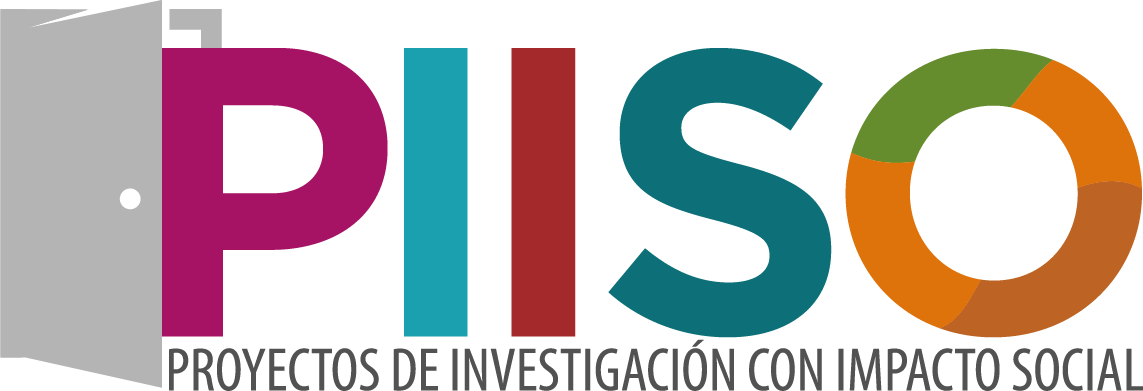 PIISO
PROYECTOS DE INVESTIGACIÓN CON IMPACTO SOCIAL